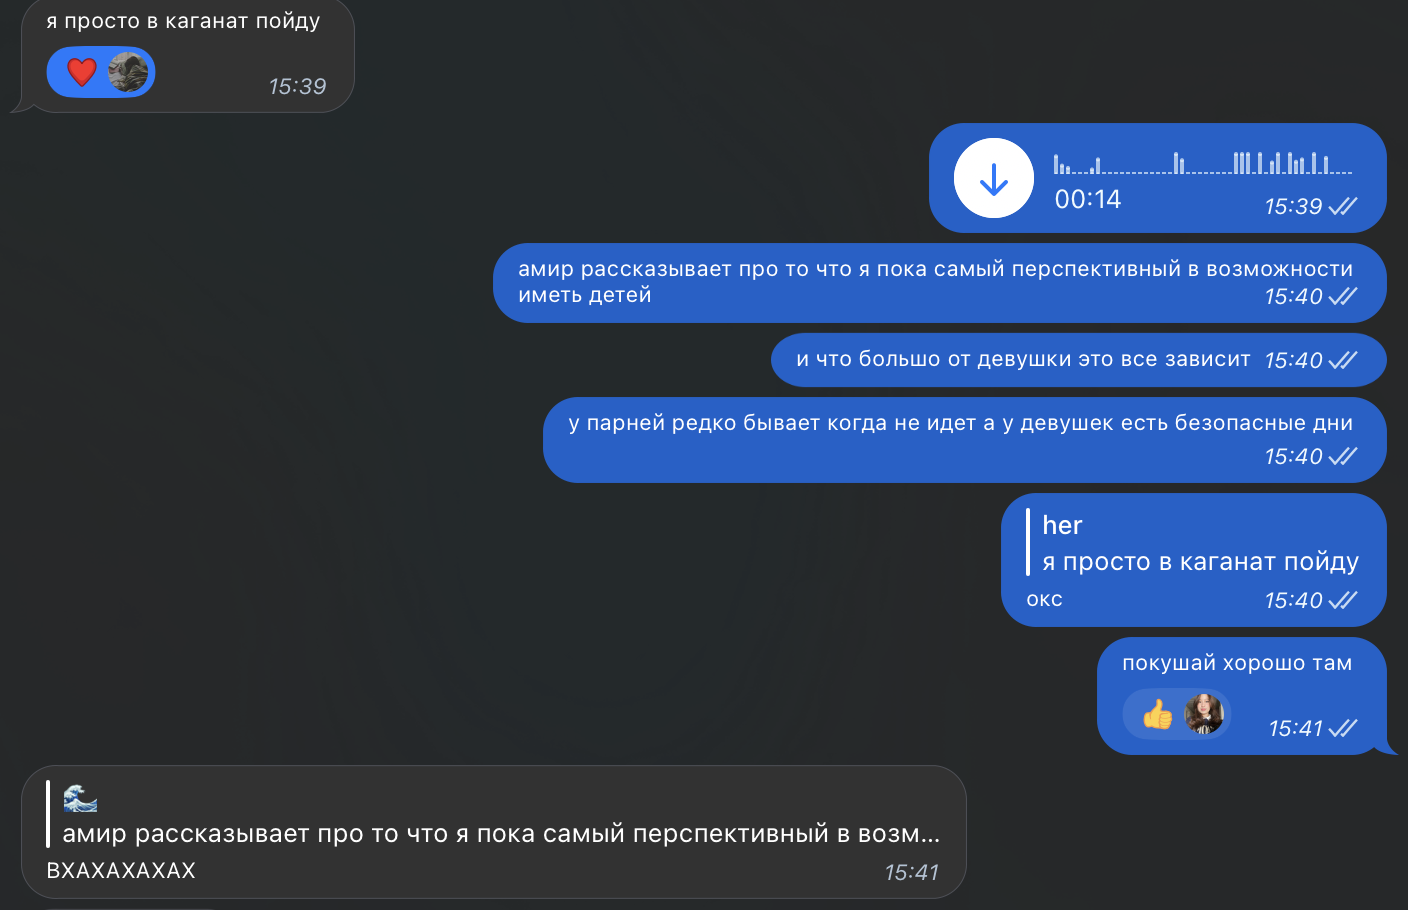 я просто в каганат пойду
15:39
00:14
15:39
амир рассказывает про то что я пока самый перспективный в возможности
иметь детей
15:40
и что большо от девушки это все зависит 15:40
у парней редко бывает когда не идет а у девушек есть безопасные дни
15:40
her
я просто в каганат пойду
окс 15:40
покушай хорошо там
15:41
амир рассказывает про то что я пока самый перспективный в возм...
ВХАХАХАХАХ 15:41